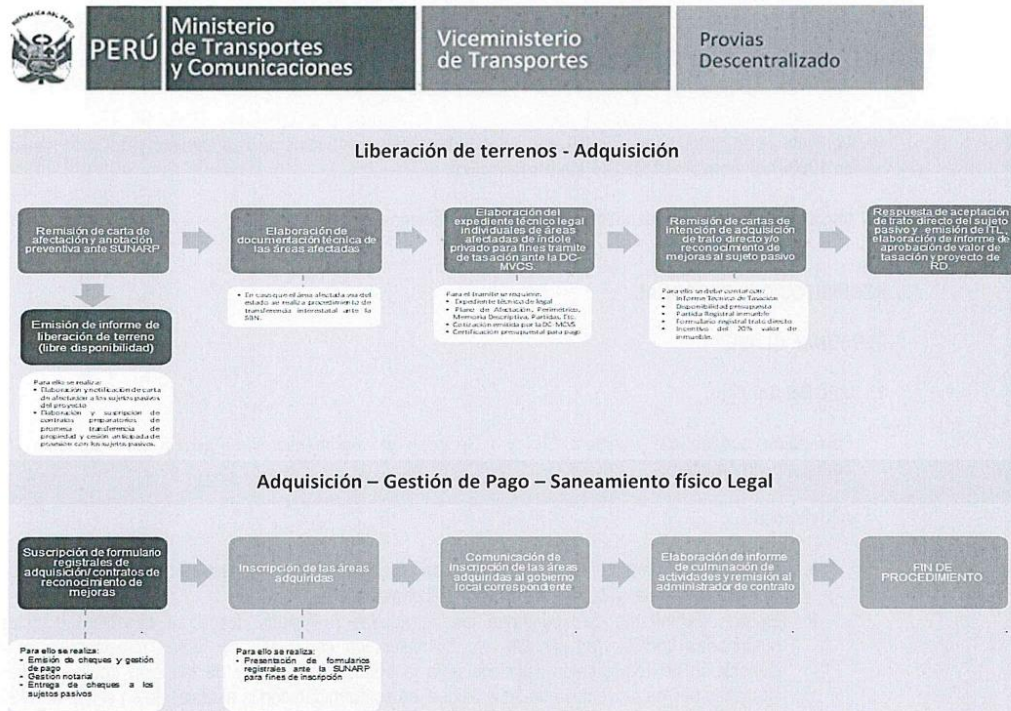 REPUBLICA DEL PERU
PERÚ
Ministerio
de Transportes
y Comunicaciones
Viceministerio
de Transportes
Provias
Descentralizado
Liberación de terrenos - Adquisición
Remisión de carta de
afectación y anotación
preventiva ante SUNARP
Elaboración de
documentación técnica de
las áreas afectadas
Elaboración del
expediente técnico legal
individuales de áreas
afectadas de índole
privado para fines tramite
de tasación ante la DC-
MVCS.
Remisión de cartas de
intención de adquisición
de trato directo y/o
reconocimiento de
mejoras al sujeto pasivo
Respuesta de aceptación
de trato directo del sujeto
pasivo y emisión de ITL,
elaboración de informe de
aprobación de valor de
tasación y proyecto de
RD.
Emisión de informe de
liberación de terreno
(libre disponibilidad)
• En caso que el área afectada sea del
estado se realiza procedimiento de
transferencia interestatal ante la
SBN.
Para el tramite se requiere:
• Expediente técnico de legal
• Plano de Afectación, Perimetricos,
Memoria Descriptiva, Partidas, Etc.
• Cotización emitida por la DC-MCVS
• Certificación presupuestal para pago
Para ello se debe contar con:
• Informe Técnico de Tasación
• Disponibilidad presupuesta
• Partida Registral inmueble
• Formulario registral trato directo
• Incentivo del 20% valor de
inmueble.
Para ello se realiza:
• Elaboración y notificación de carta
de afectación a los sujetos pasivos
del proyecto
• Elaboración y suscripción de
contratos preparatorios de
promesa transferencia de
propiedad y cesión anticipada de
posesión con los sujetos pasivos.
Adquisición – Gestión de Pago – Saneamiento físico Legal
Suscripción de formulario
registrales de
adquisición/contratos de
reconocimiento de
mejoras
Inscripción de las áreas
adquiridas
Comunicación de
inscripción de las áreas
adquiridas al gobierno
local correspondiente
Elaboración de informe
de culminación de
actividades y remisión al
administrador de contrato
FIN DE
PROCEDIMIENTO
Para ello se realiza:
• Emisión de cheques y gestión
de pago
• Gestión notarial
• Entrega de cheques a los
sujetos pasivos
Para ello se realiza:
• Presentación de formularios
registrales ante la SUNARP
para fines de inscripción